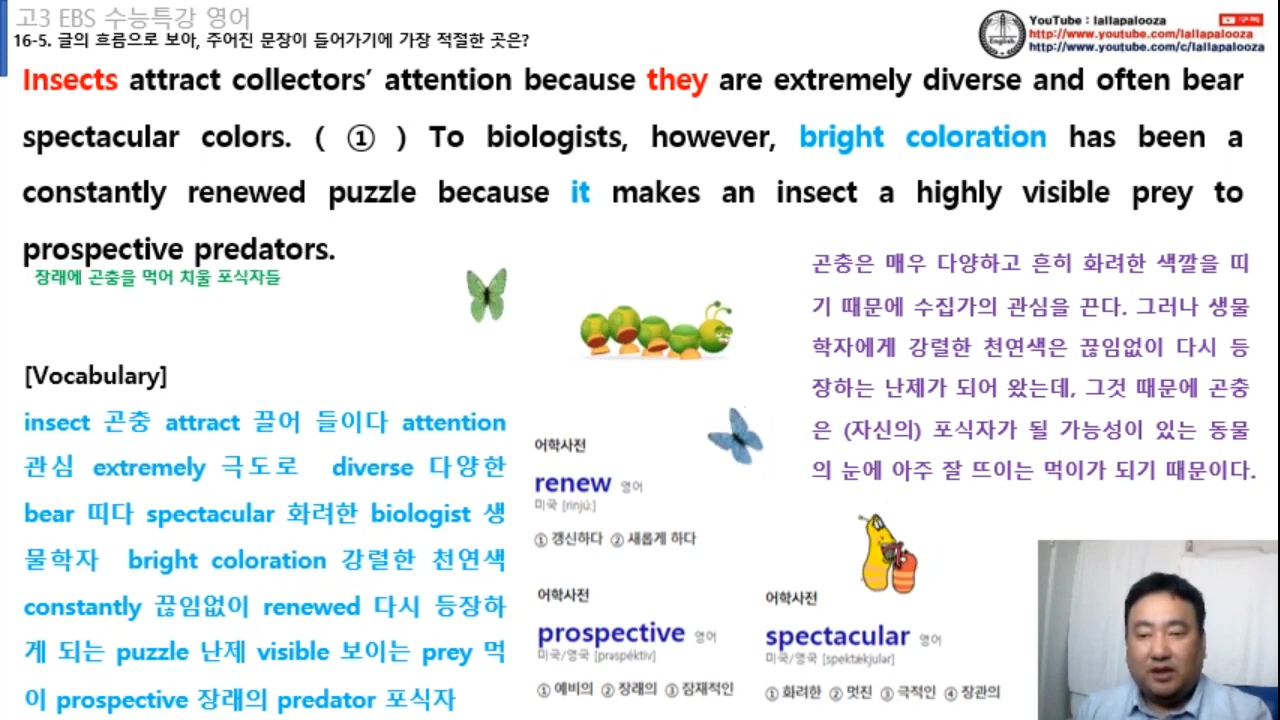 고3 EBS 수능특강 영어
16-5. 글의 흐름으로 보아, 주어진 문장이 들어가기에 가장 적절한 곳은?
YouTube : lallapalooza
구독
http://www.youtube.com/lallapalooza
http://www.youtube.com/c/lallapalooza
English
Insects attract collectors’ attention because they are extremely diverse and often bear
spectacular colors. ( ① ) To biologists, however, bright coloration has been a
constantly renewed puzzle because it makes an insect a highly visible prey to
prospective predators.
장래에 곤충을 먹어 치울 포식자들
곤충은 매우 다양하고 흔히 화려한 색깔을 띠
기 때문에 수집가의 관심을 끈다. 그러나 생물
학자에게 강렬한 천연색은 끊임없이 다시 등
장하는 난제가 되어 왔는데, 그것 때문에 곤충
은 (자신의) 포식자가 될 가능성이 있는 동물
의 눈에 아주 잘 뜨이는 먹이가 되기 때문이다.
[Vocabulary]
insect 곤충 attract 끌어 들이다 attention
관심 extremely 극도로 diverse 다양한
bear 띠다 spectacular 화려한 biologist 생
물학자 bright coloration 강렬한 천연색
constantly 끊임없이 renewed 다시 등장하
게 되는 puzzle 난제 visible 보이는 prey 먹
이 prospective 장래의 predator 포식자
어학사전
renew 영어
미국 [rinjú:]
① 갱신하다 ② 새롭게 하다
어학사전
prospective 영어
미국/영국 [prəspéktiv]
① 예비의 ② 장래의 ③ 잠재적인
어학사전
spectacular 영어
미국/영국 [spektǽkjulər]
① 화려한 ② 멋진 ③ 극적인 ④ 장관의